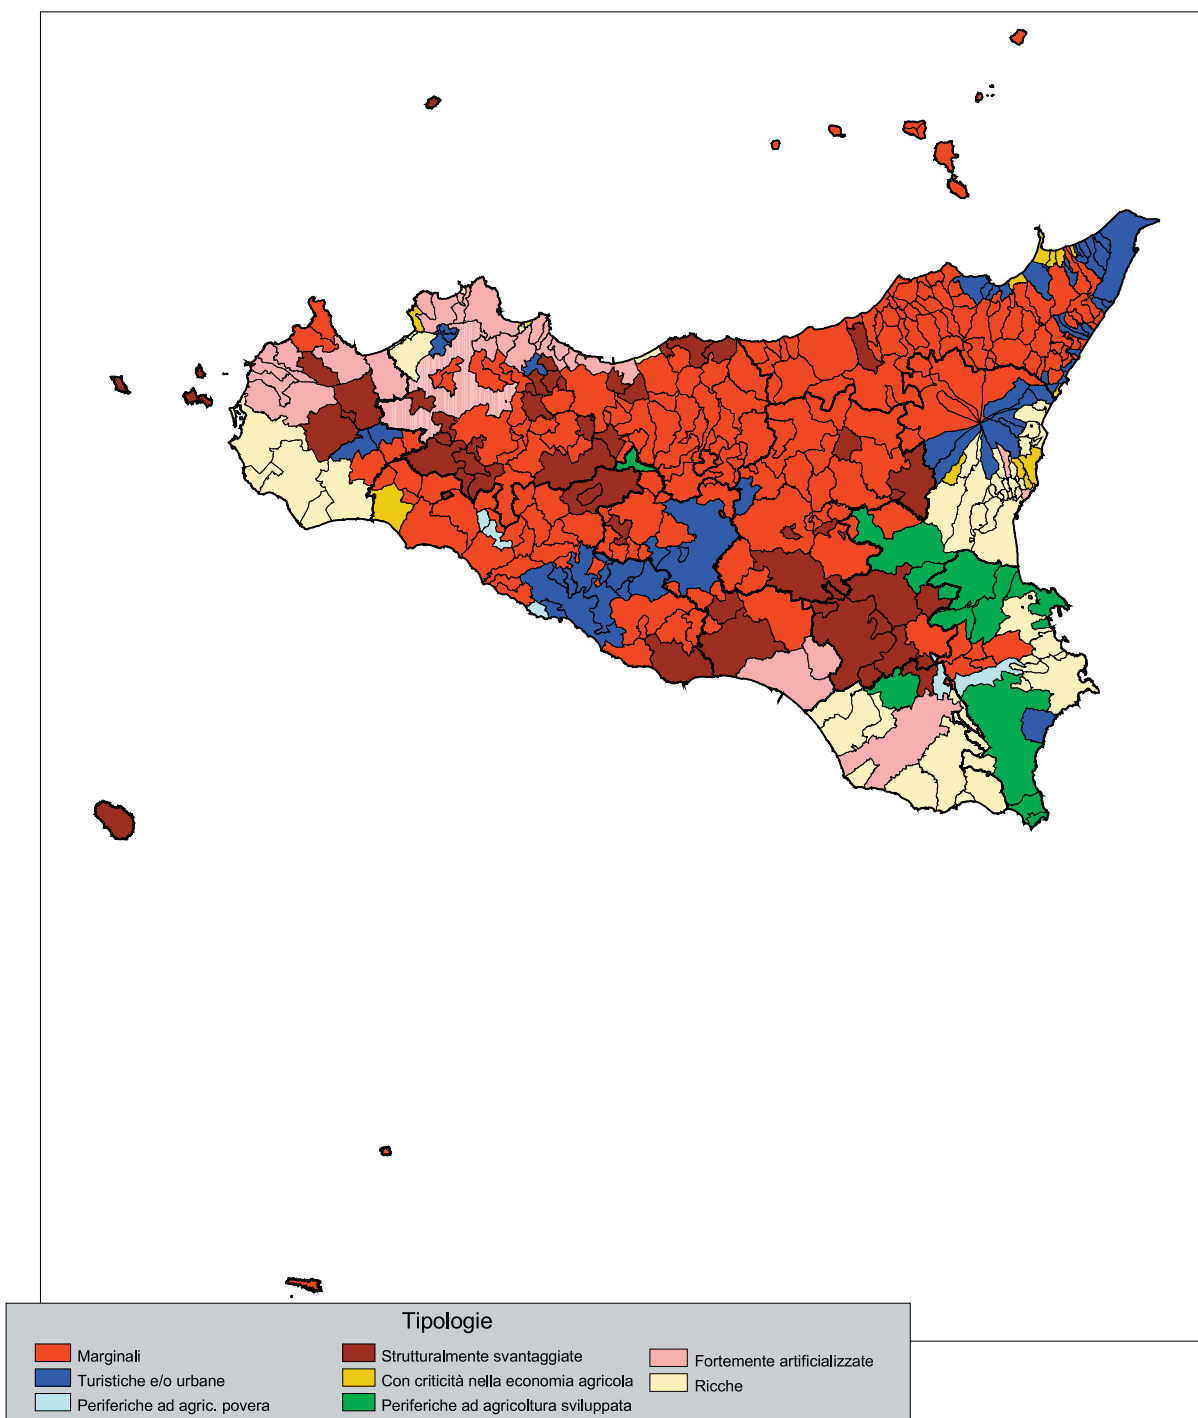 Tipologie
Marginali
Turistiche e/o urbane
Periferiche ad agric. povera
Strutturalmente svantaggiate
Con criticità nella economia agricola
Periferiche ad agricoltura sviluppata
Fortemente artificializzate
Ricche